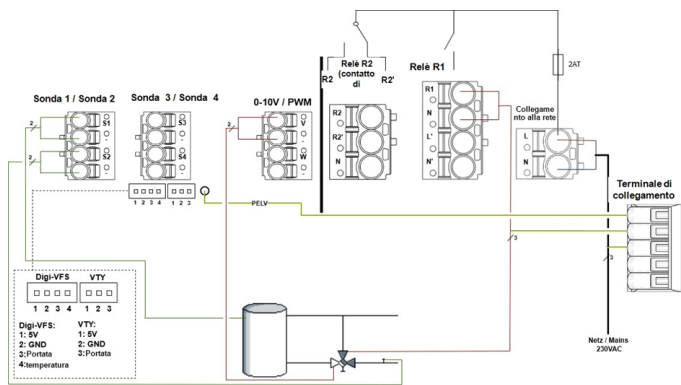 2AT
Relè R2
(contatto
di
R2
R2'
Relè R1
Sonda 1 / Sonda 2
Sonda 3 / Sonda 4
0-10V / PWM
Collegame
nto alla rete
2
S1
-
S2
-
S3
-
S4
-
2
V
-
W
-
R2
R2'
N
N
R1
N
L'
N'
L
N
2
1 2 3 4
1 2 3
PELV
Terminale di
collegamento
3
3
Digi-VFS
VTY
1 2 3 4
1 2 3
Digi-VFS:
1: 5V
2: GND
3:Portata
4:temperatura
VTY:
1: 5V
2: GND
3:Portata
Netz / Mains
230VAC